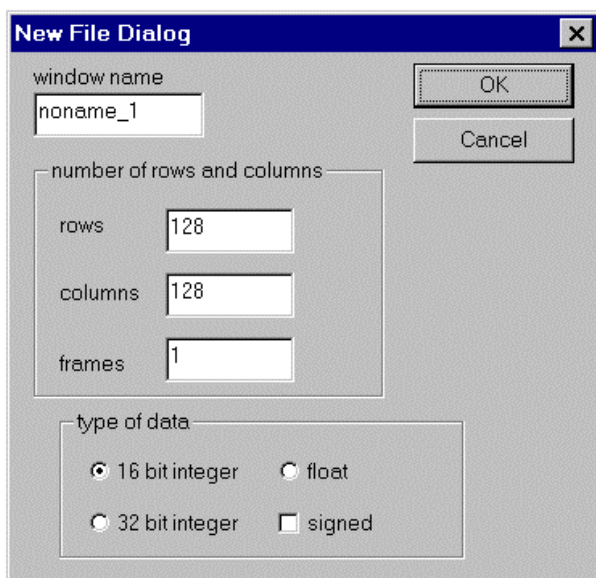 New File Dialog
window name
noname_1
OK
Cancel
number of rows and columns
rows 128
columns 128
frames 1
type of data
16 bit integer float
32 bit integer signed